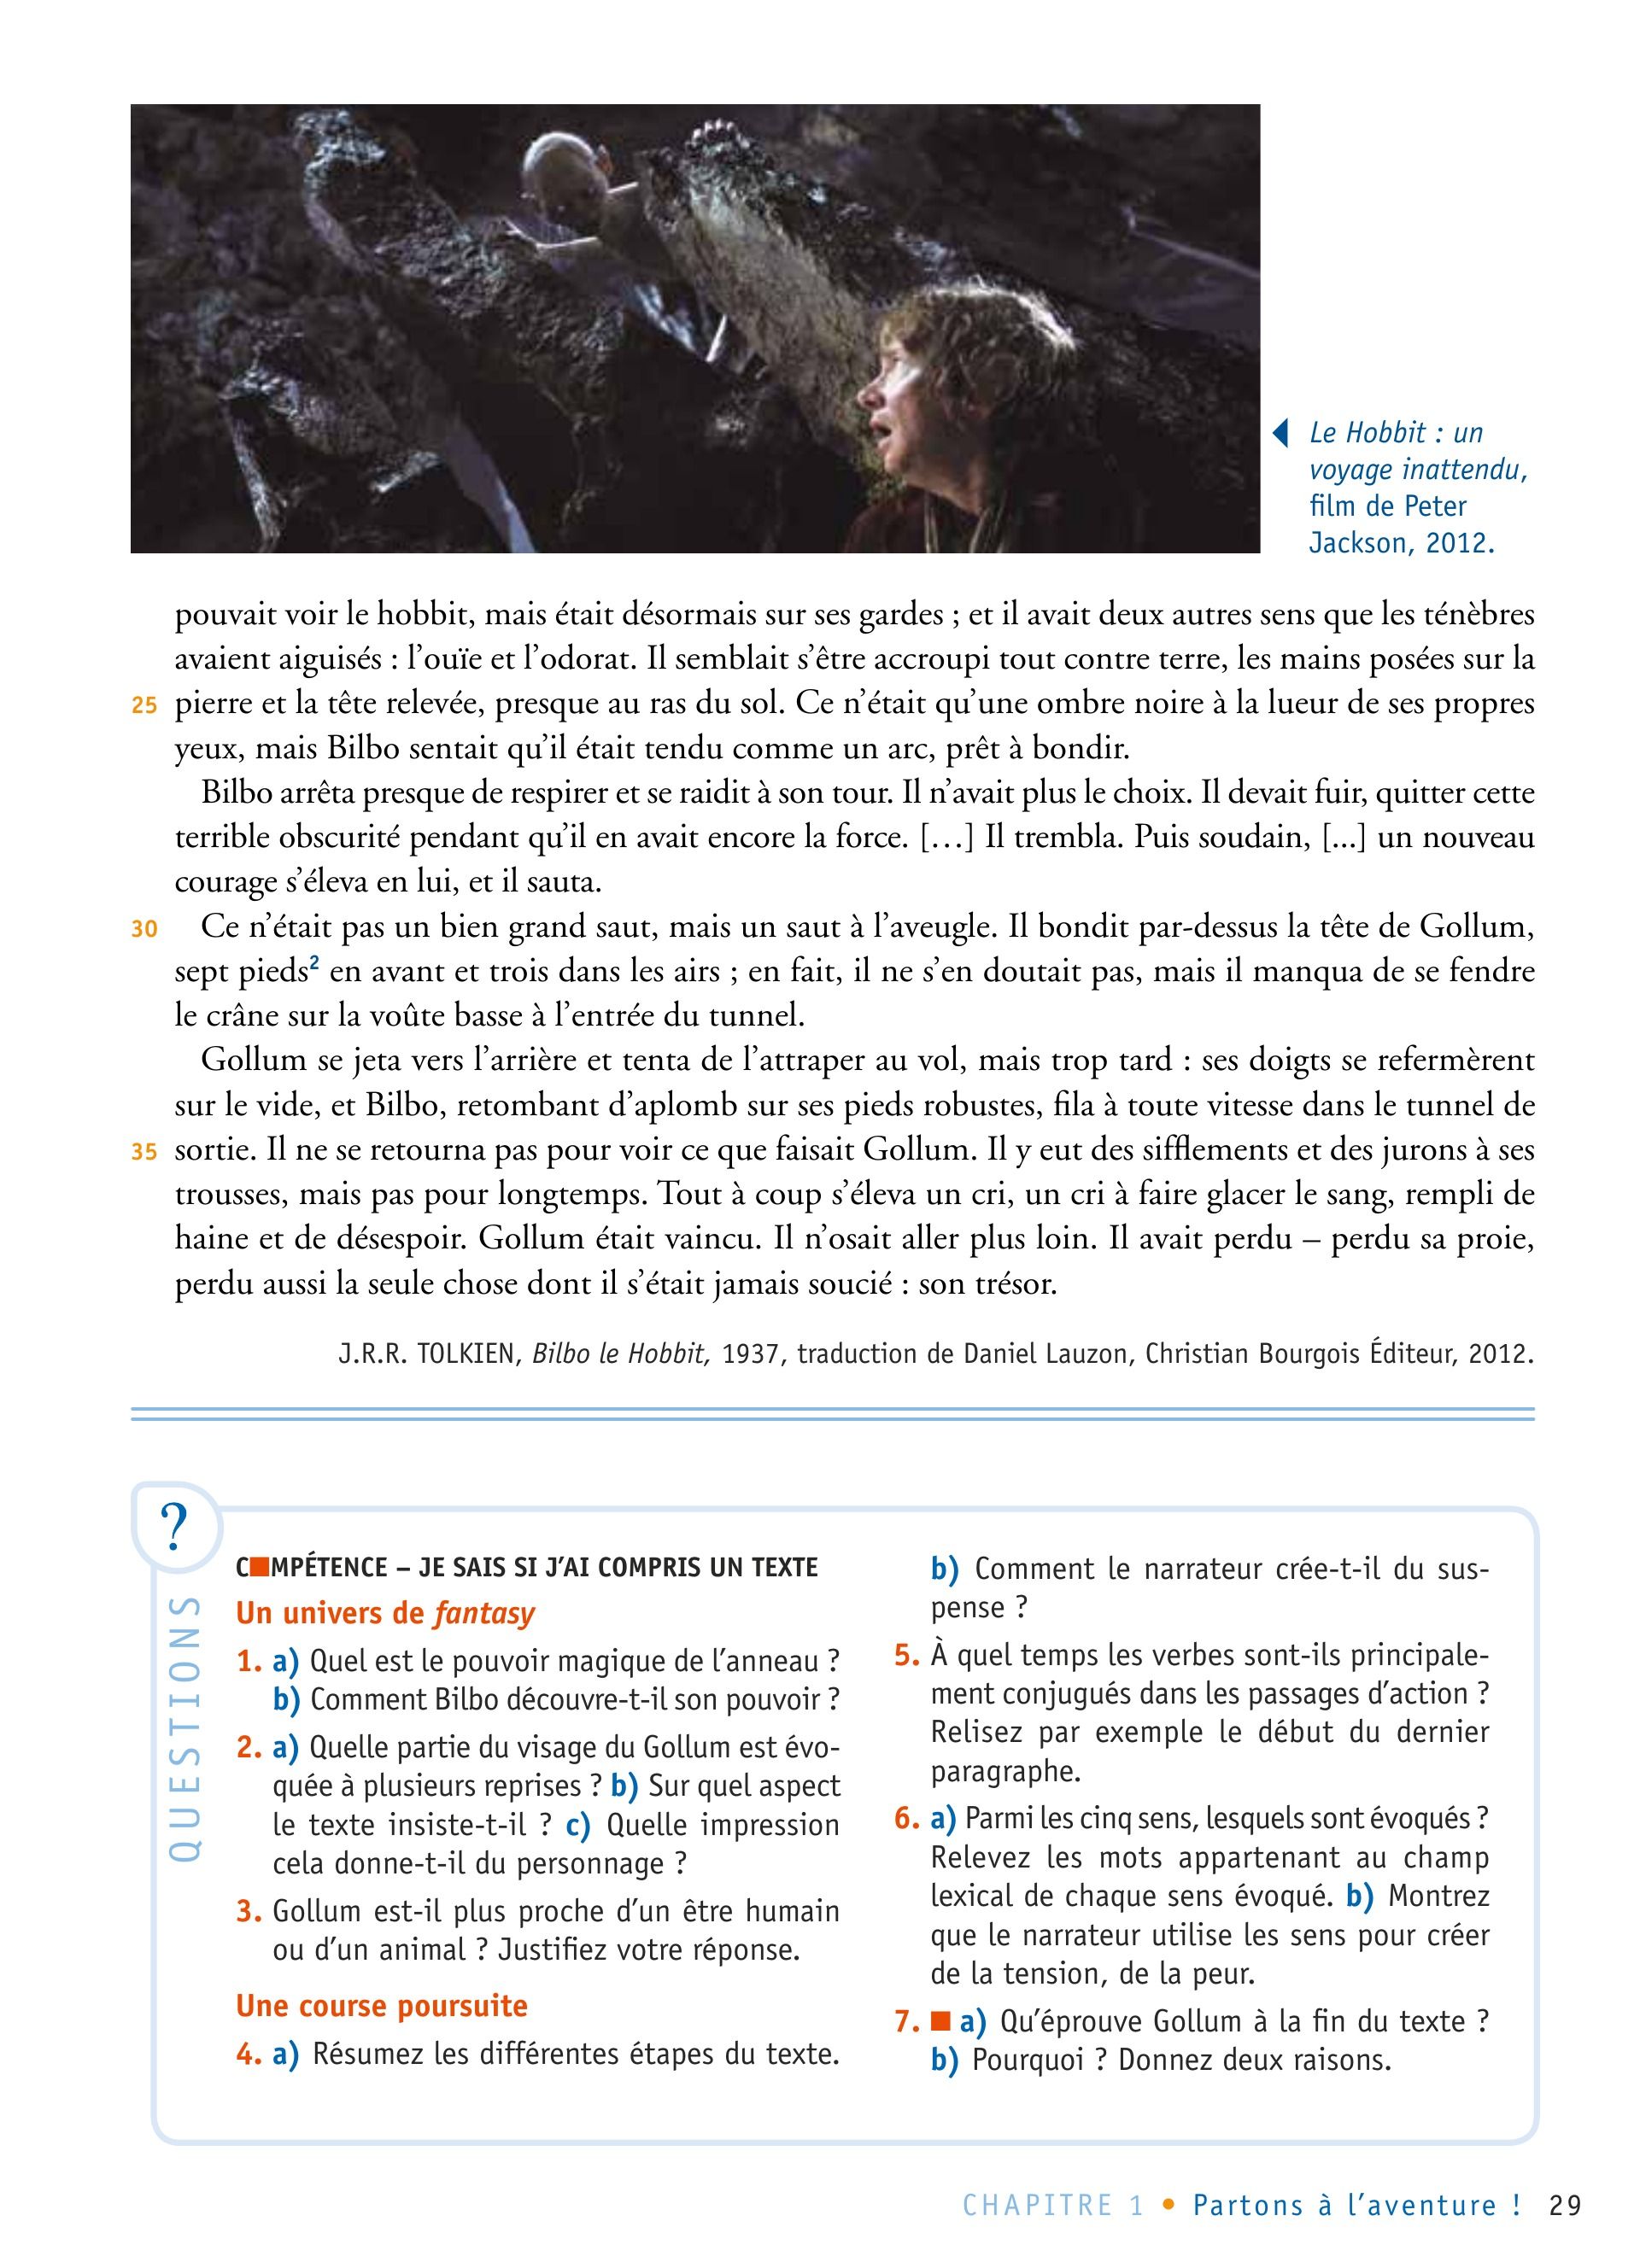 Le Hobbit : un
voyage inattendu,
film de Peter
Jackson, 2012.
pouvait voir le hobbit, mais était désormais sur ses gardes ; et il avait deux autres sens que les ténèbres
avaient aiguisés : l’ouïe et l’odorat. Il semblait s’être accroupi tout contre terre, les mains posées sur la
25 pierre et la tête relevée, presque au ras du sol. Ce n’était qu’une ombre noire à la lueur de ses propres
yeux, mais Bilbo sentait qu’il était tendu comme un arc, prêt à bondir.
Bilbo arrêta presque de respirer et se raidit à son tour. Il n’avait plus le choix. Il devait fuir, quitter cette
terrible obscurité pendant qu’il en avait encore la force. […] Il trembla. Puis soudain, [...] un nouveau
courage s’éleva en lui, et il sauta.
30 Ce n’était pas un bien grand saut, mais un saut à l’aveugle. Il bondit par-dessus la tête de Gollum,
sept pieds2 en avant et trois dans les airs ; en fait, il ne s’en doutait pas, mais il manqua de se fendre
le crâne sur la voûte basse à l’entrée du tunnel.
Gollum se jeta vers l’arrière et tenta de l’attraper au vol, mais trop tard : ses doigts se refermèrent
sur le vide, et Bilbo, retombant d’aplomb sur ses pieds robustes, fila à toute vitesse dans le tunnel de
35 sortie. Il ne se retourna pas pour voir ce que faisait Gollum. Il y eut des sifflements et des jurons à ses
trousses, mais pas pour longtemps. Tout à coup s’éleva un cri, un cri à faire glacer le sang, rempli de
haine et de désespoir. Gollum était vaincu. Il n’osait aller plus loin. Il avait perdu – perdu sa proie,
perdu aussi la seule chose dont il s’était jamais soucié : son trésor.
J.R.R. TOLKIEN, Bilbo le Hobbit, 1937, traduction de Daniel Lauzon, Christian Bourgois Éditeur, 2012.
?
QUESTIONS
C■MPÉTENCE – JE SAIS SI J’AI COMPRIS UN TEXTE
Un univers de fantasy
1. a) Quel est le pouvoir magique de l’anneau ?
b) Comment Bilbo découvre-t-il son pouvoir ?
2. a) Quelle partie du visage du Gollum est évo-
quée à plusieurs reprises ? b) Sur quel aspect
le texte insiste-t-il ? c) Quelle impression
cela donne-t-il du personnage ?
3. Gollum est-il plus proche d’un être humain
ou d’un animal ? Justifiez votre réponse.
Une course poursuite
4. a) Résumez les différentes étapes du texte.
b) Comment le narrateur crée-t-il du sus-
pense ?
5. À quel temps les verbes sont-ils principale-
ment conjugués dans les passages d’action ?
Relisez par exemple le début du dernier
paragraphe.
6. a) Parmi les cinq sens, lesquels sont évoqués ?
Relevez les mots appartenant au champ
lexical de chaque sens évoqué. b) Montrez
que le narrateur utilise les sens pour créer
de la tension, de la peur.
7. ■ a) Qu’éprouve Gollum à la fin du texte ?
b) Pourquoi ? Donnez deux raisons.
CHAPITRE 1 • Partons à l’aventure ! 29